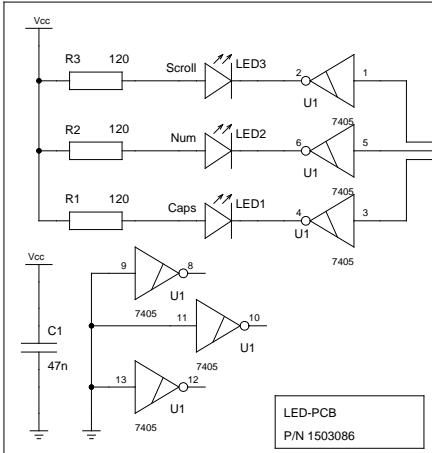 Vcc
R3 120 Scroll LED3 2 1
U1
7405
R2 120 Num LED2 6 5
U1
7405
R1 120 Caps LED1 4 3
U1
7405
Vcc
9 8
U1
7405
11 10
C1
U1
7405
47n
13 12
U1
7405
LED-PCB
P/N 1503086